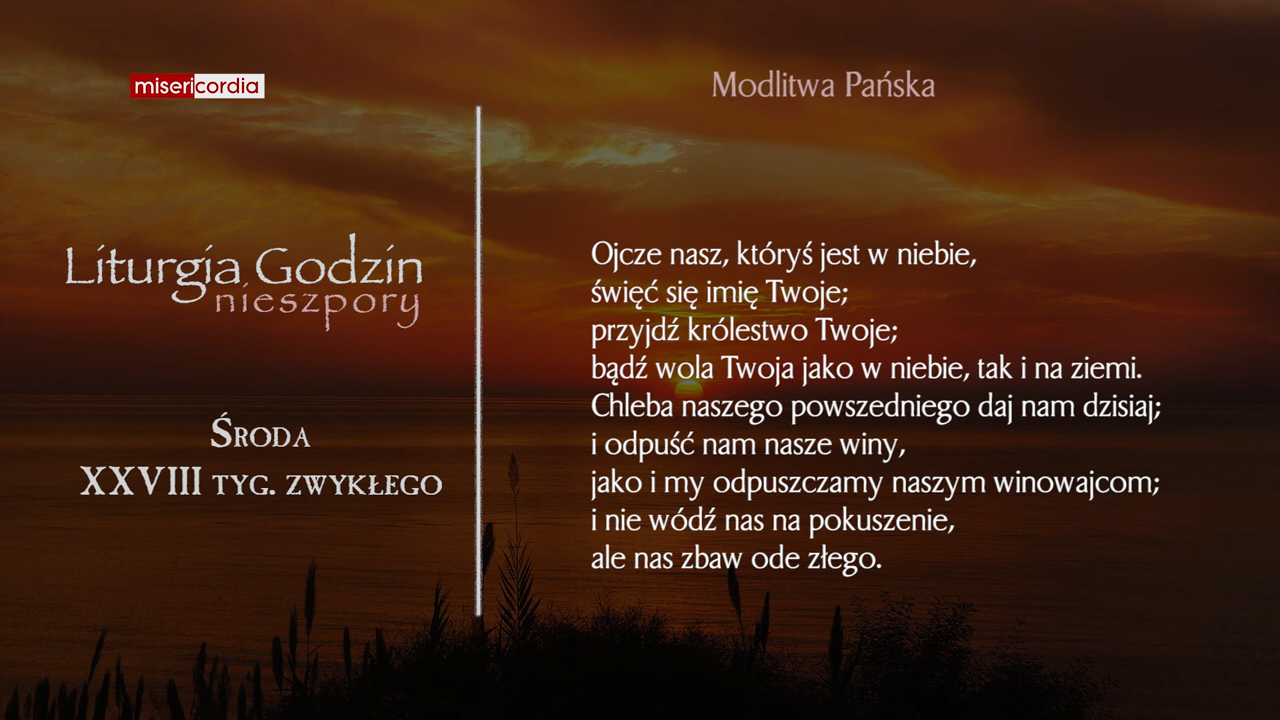 misericordia
Liturgia Godzin
nieszpory
Środa
XXVIII tyg. zwykłego
Modlitwa Pańska
Ojcze nasz, któryś jest w niebie,
święć się imię Twoje;
przyjdź królestwo Twoje;
bądź wola Twoja jako w niebie, tak i na ziemi.
Chleba naszego powszedniego daj nam dzisiaj;
i odpuść nam nasze winy,
jako i my odpuszczamy naszym winowajcom;
i nie wódź nas na pokuszenie,
ale nas zbaw ode złego.